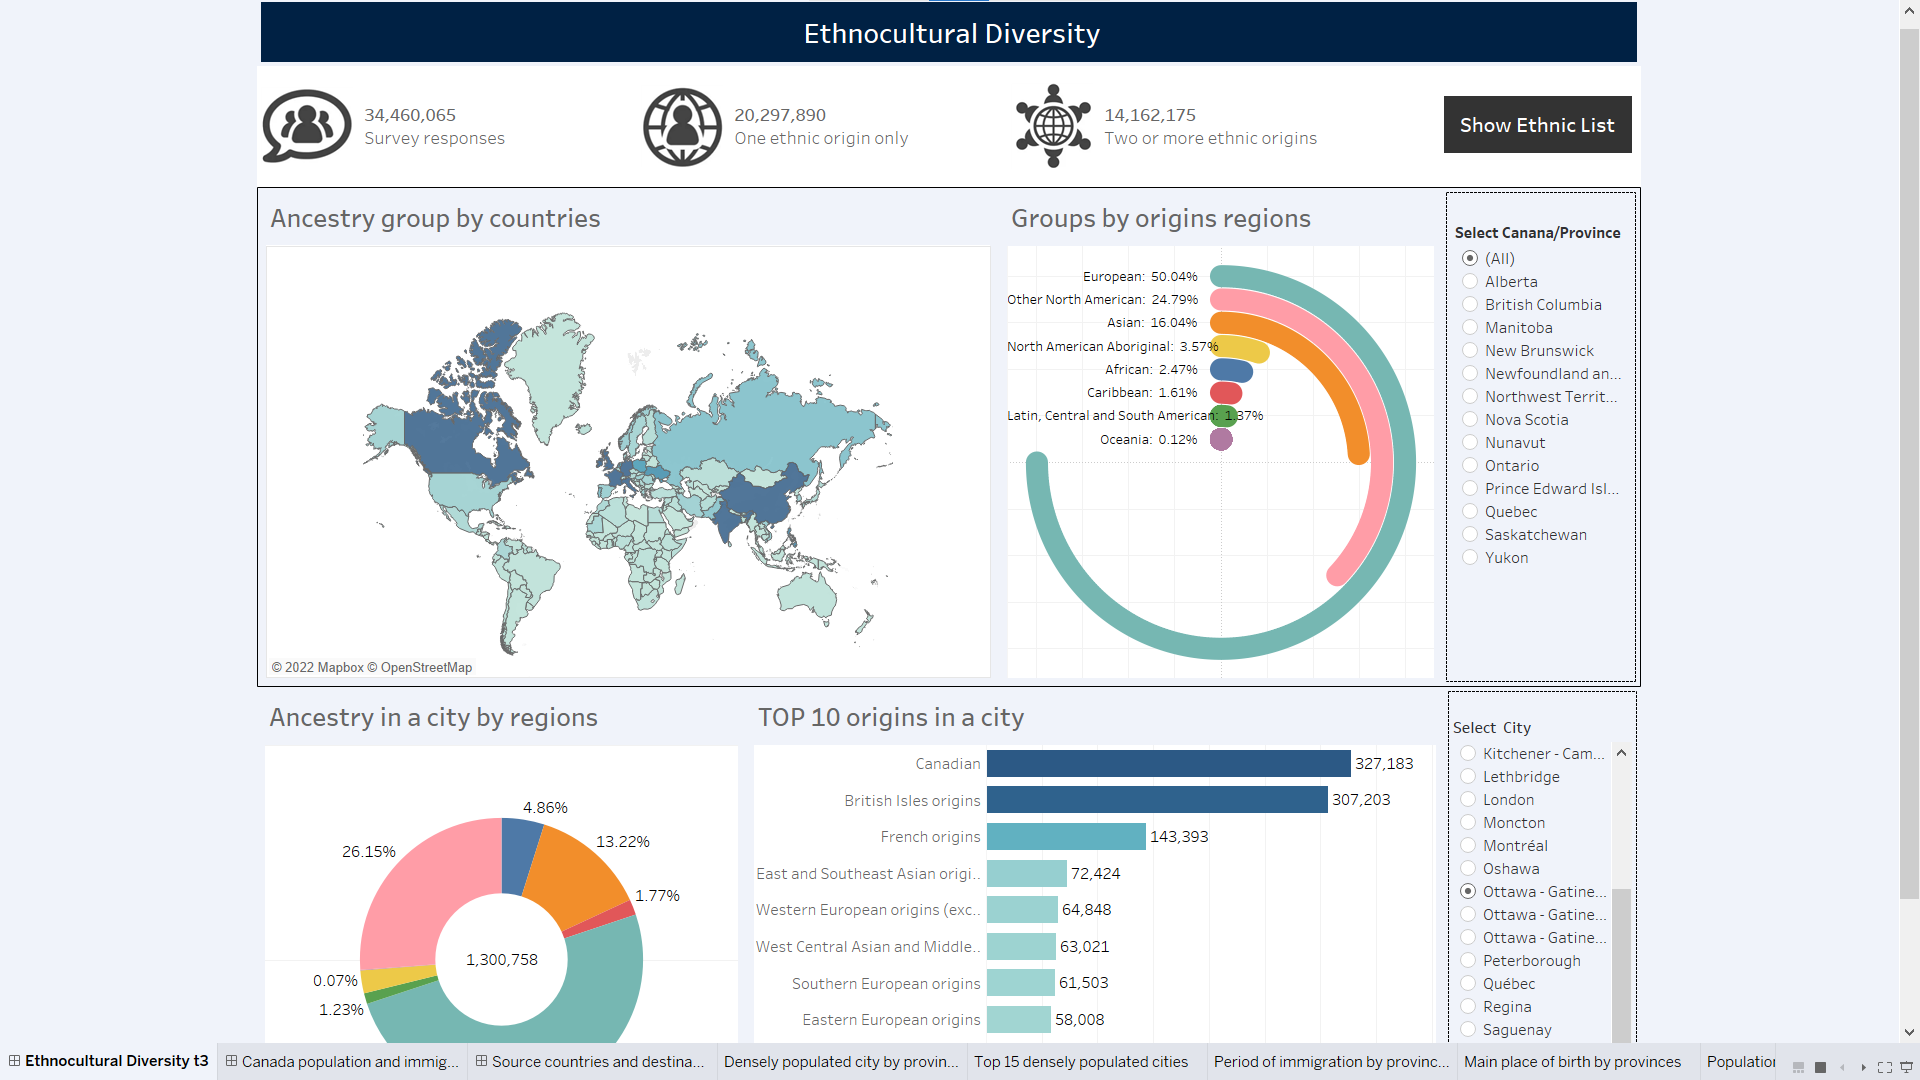 Ethnocultural Diversity
34,460,065
Survey responses
20,297,890
One ethnic origin only
14,162,175
Two or more ethnic origins
Show Ethnic List
Ancestry group by countries
© 2022 Mapbox © OpenStreetMap
Groups by origins regions
European: 50.04%
Other North American: 24.79%
Asian: 16.04%
North American Aboriginal: 3.57%
African: 2.47%
Caribbean: 1.61%
Latin, Central and South American: 1.37%
Oceania: 0.12%
Select Canana/Province
(All)
Alberta
British Columbia
Manitoba
New Brunswick
Newfoundland an...
Northwest Territ...
Nova Scotia
Nunavut
Ontario
Prince Edward Isl...
Quebec
Saskatchewan
Yukon
Ancestry in a city by regions
4.86%
13.22%
1.77%
26.15%
0.07%
1.23%
1,300,758
TOP 10 origins in a city
Canadian 327,183
British Isles origins 307,203
French origins 143,393
East and Southeast Asian origi.. 72,424
Western European origins (exc.. 64,848
West Central Asian and Middle.. 63,021
Southern European origins 61,503
Eastern European origins 58,008
Select City
Kitchener - Cam...
Lethbridge
London
Moncton
Montréal
Oshawa
Ottawa - Gatine...
Ottawa - Gatine...
Ottawa - Gatine...
Peterborough
Québec
Regina
Saguenay
Ethnocultural Diversity t3
Canada population and immig...
Source countries and destina...
Densely populated city by provin...
Top 15 densely populated cities
Period of immigration by provinc...
Main place of birth by provinces
Population